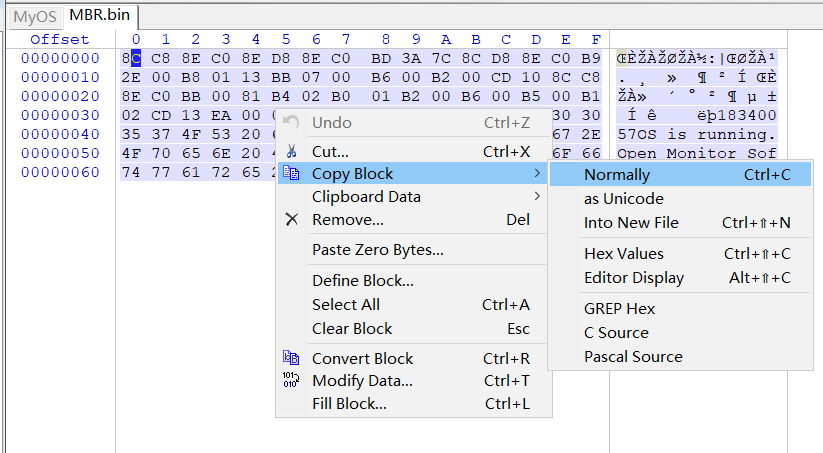 MyOS MBR.bin
Offset 0 1 2 3 4 5 6 7 8 9 A B C D E F
00000000 8C C8 8E C0 8E D8 8E C0 BD 3A 7C 8C D8 8E C0 B9 ŒÈŽÀŽØŽÀ½:|ŒØŽÀ¹
00000010 2E 00 B8 01 13 BB 07 00 B6 00 B2 00 CD 10 8C C8 . ¸ » ¶ ² Í ŒÈ
00000020 8E C0 BB 00 81 B4 02 B0 01 B2 00 B6 00 B5 00 B1 ŽÀ» ´ ° ² ¶ µ ±
00000030 02 CD 13 EA 00 30 30 Í ê ëþ183400
00000040 35 37 4F 53 20 67 2E 57OS is running.
00000050 4F 70 65 6E 20 6F 66 Open Monitor Sof
00000060 74 77 61 72 65
Undo Ctrl+Z
Cut... Ctrl+X
Copy Block
Clipboard Data
Remove... Del
Paste Zero Bytes...
Define Block...
Select All Ctrl+A
Clear Block Esc
Convert Block Ctrl+R
Modify Data... Ctrl+T
Fill Block... Ctrl+L
Normally Ctrl+C
as Unicode
Into New File Ctrl+⇑+N
Hex Values Ctrl+⇑+C
Editor Display Alt+⇑+C
GREP Hex
C Source
Pascal Source